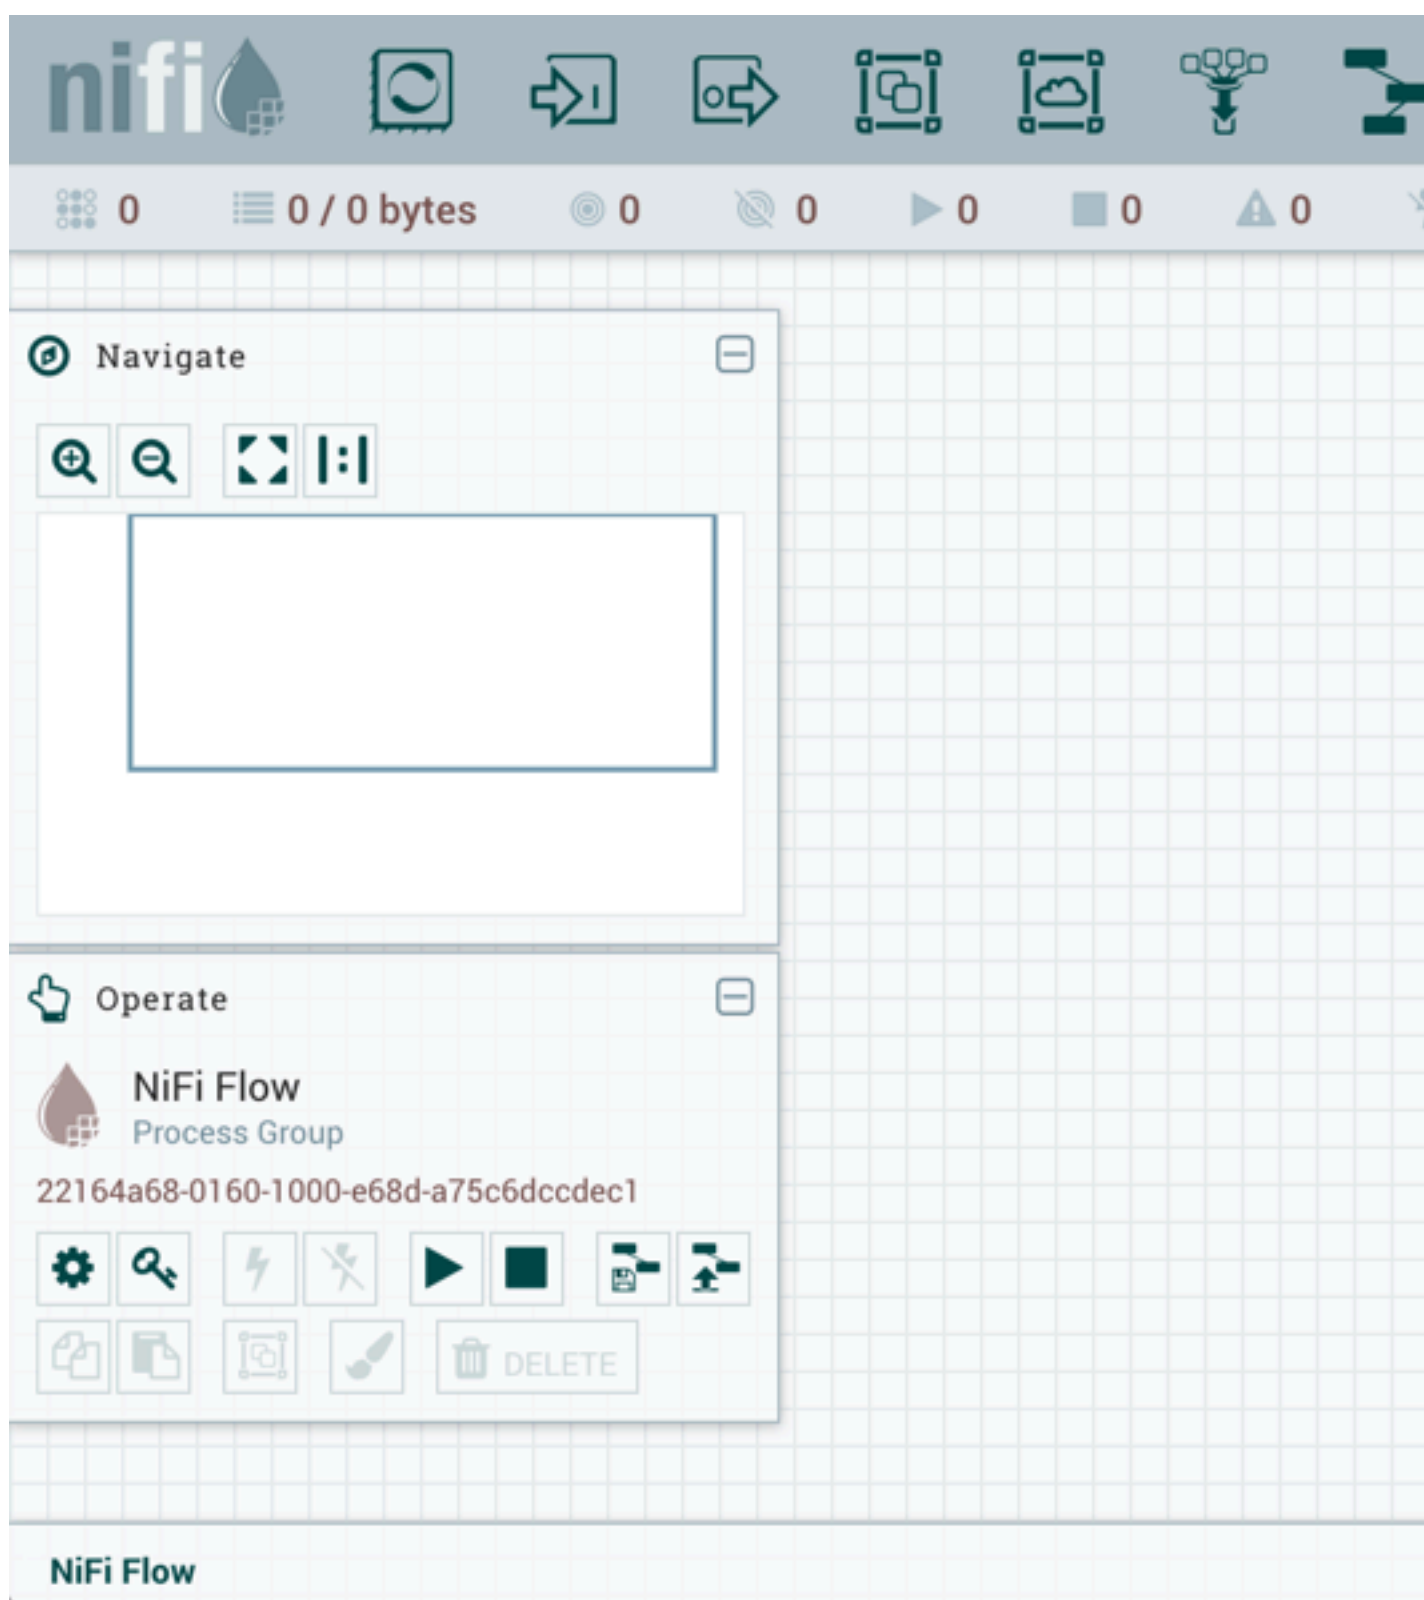 nifi
0 0 / 0 bytes 0 0 0 0 0
Navigate
Operate
NiFi Flow
Process Group
22164a68-0160-1000-e68d-a75c6dccdec1
DELETE
NiFi Flow